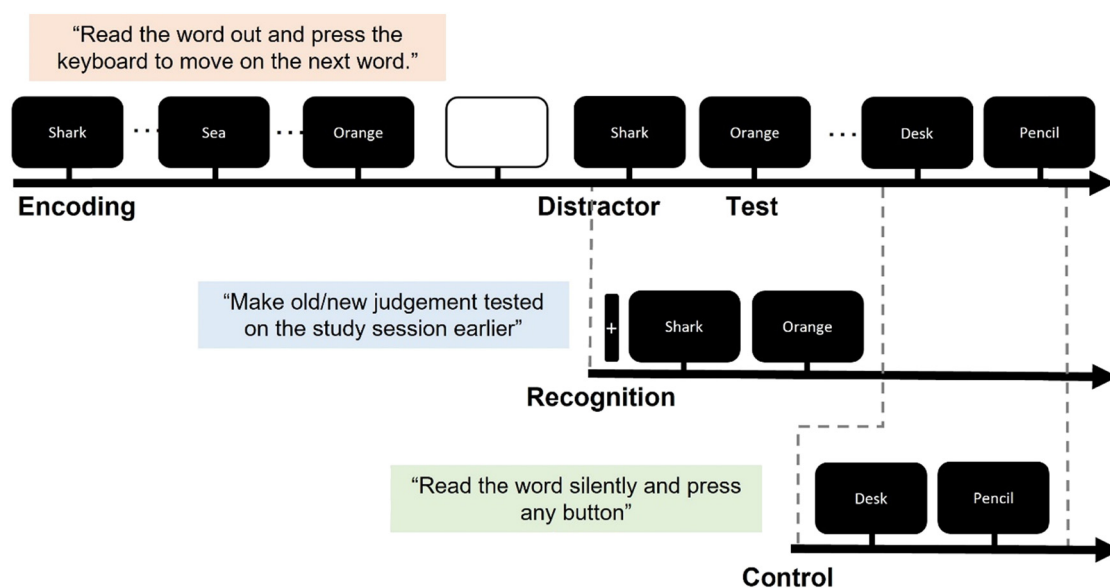 “Read the word out and press the
keyboard to move on the next word.”
Shark ... Sea ... Orange Shark Orange ... Desk Pencil
Encoding Distractor Test
“Make old/new judgement tested
on the study session earlier”
+ Shark Orange
Recognition
“Read the word silently and press
any button”
Desk Pencil
Control